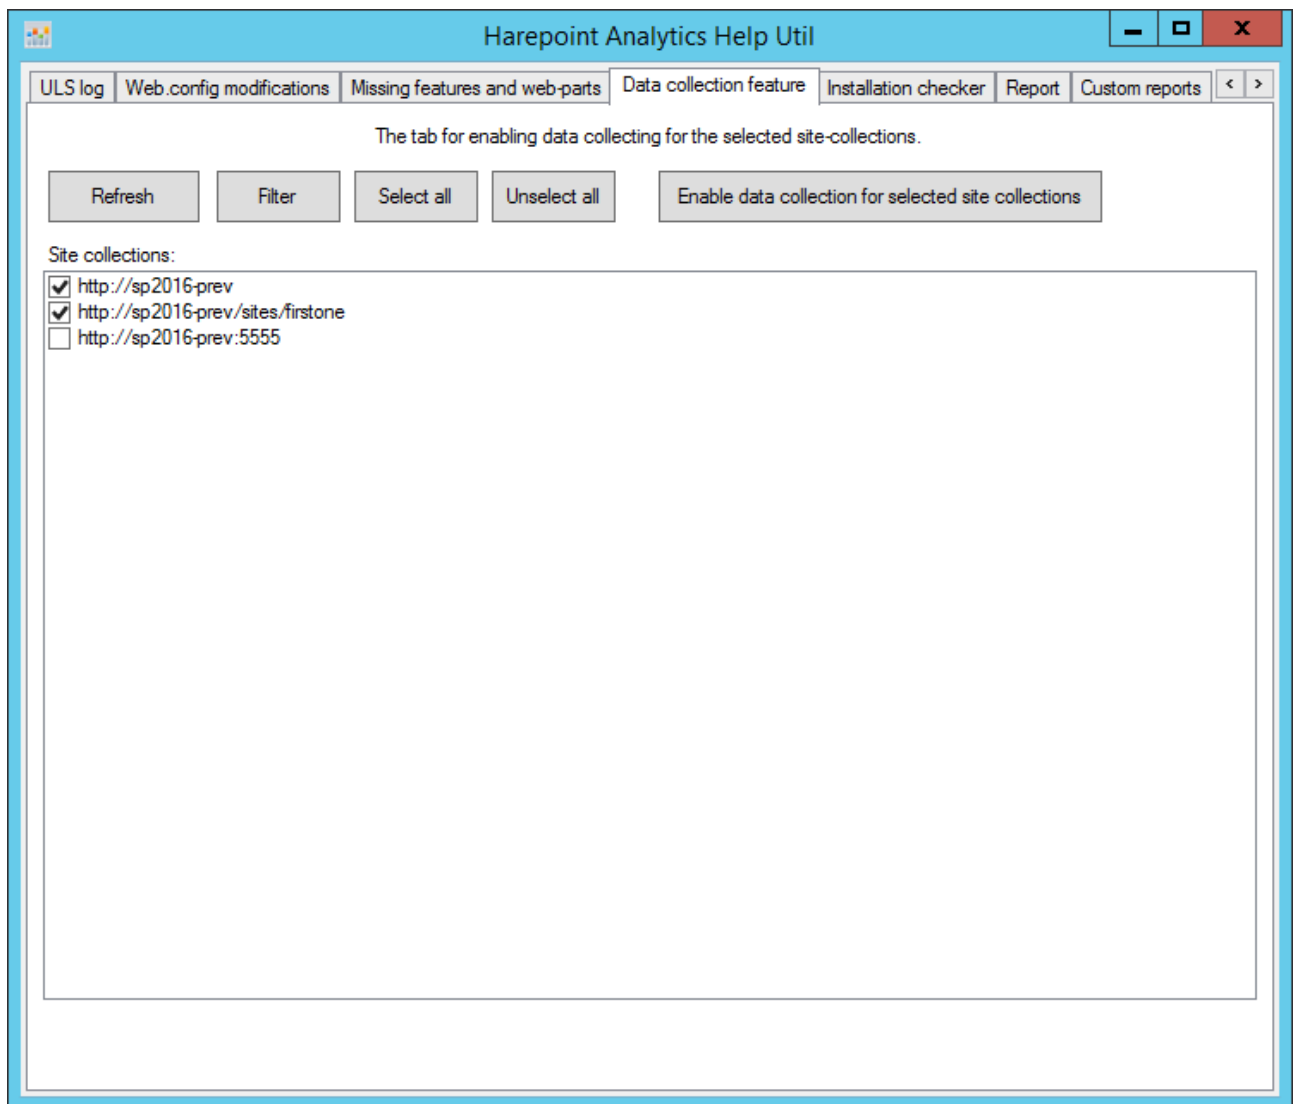 Harepoint Analytics Help Util
ULS log Web.config modifications Missing features and web-parts Data collection feature Installation checker Report Custom reports
The tab for enabling data collecting for the selected site-collections.
Refresh Filter Select all Unselect all Enable data collection for selected site collections
Site collections:
http://sp2016-prev
http://sp2016-prev/sites/firstone
http://sp2016-prev:5555